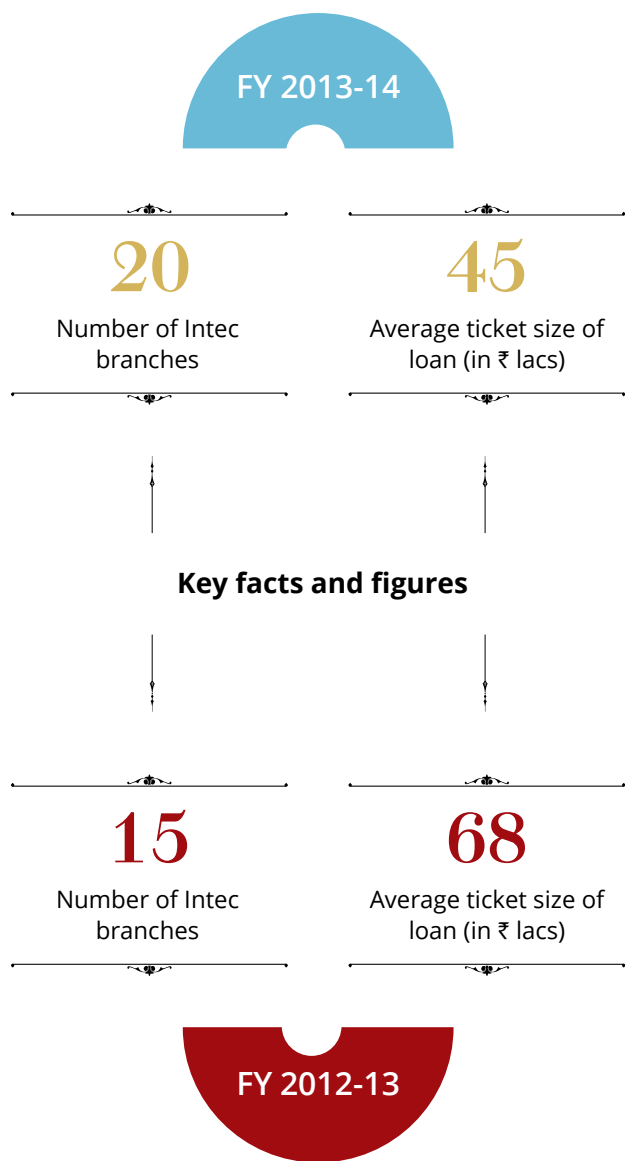 FY 2013-14
20
Number of Intec
branches
45
Average ticket size of
loan (in ₹ lacs)
Key facts and figures
15
Number of Intec
branches
68
Average ticket size of
loan (in ₹ lacs)
FY 2012-13